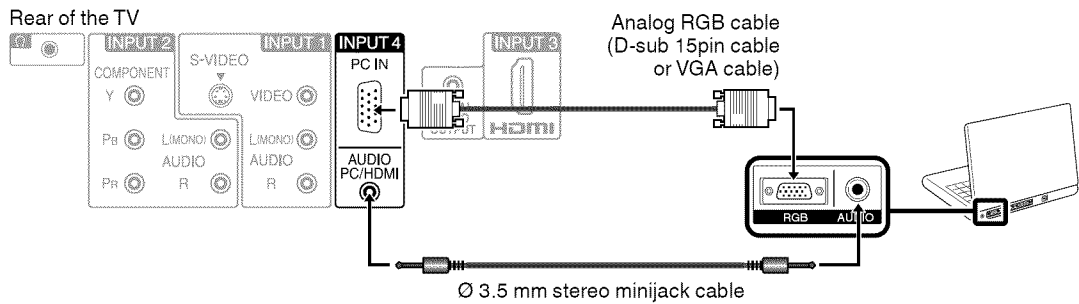 Rear of the TV
INPUT 2
INPUT 1
INPUT 4
INPUT 3
COMPONENT
S-VIDEO
PC IN
Y
VIDEO
PB
L(MONO)
L(MONO)
AUDIO
AUDIO
AUDIO
PC/HDMI
PR
R
R
HDMI
Analog RGB cable
(D-sub 15pin cable
or VGA cable)
RGB
AUDIO
Ø 3.5 mm stereo minijack cable